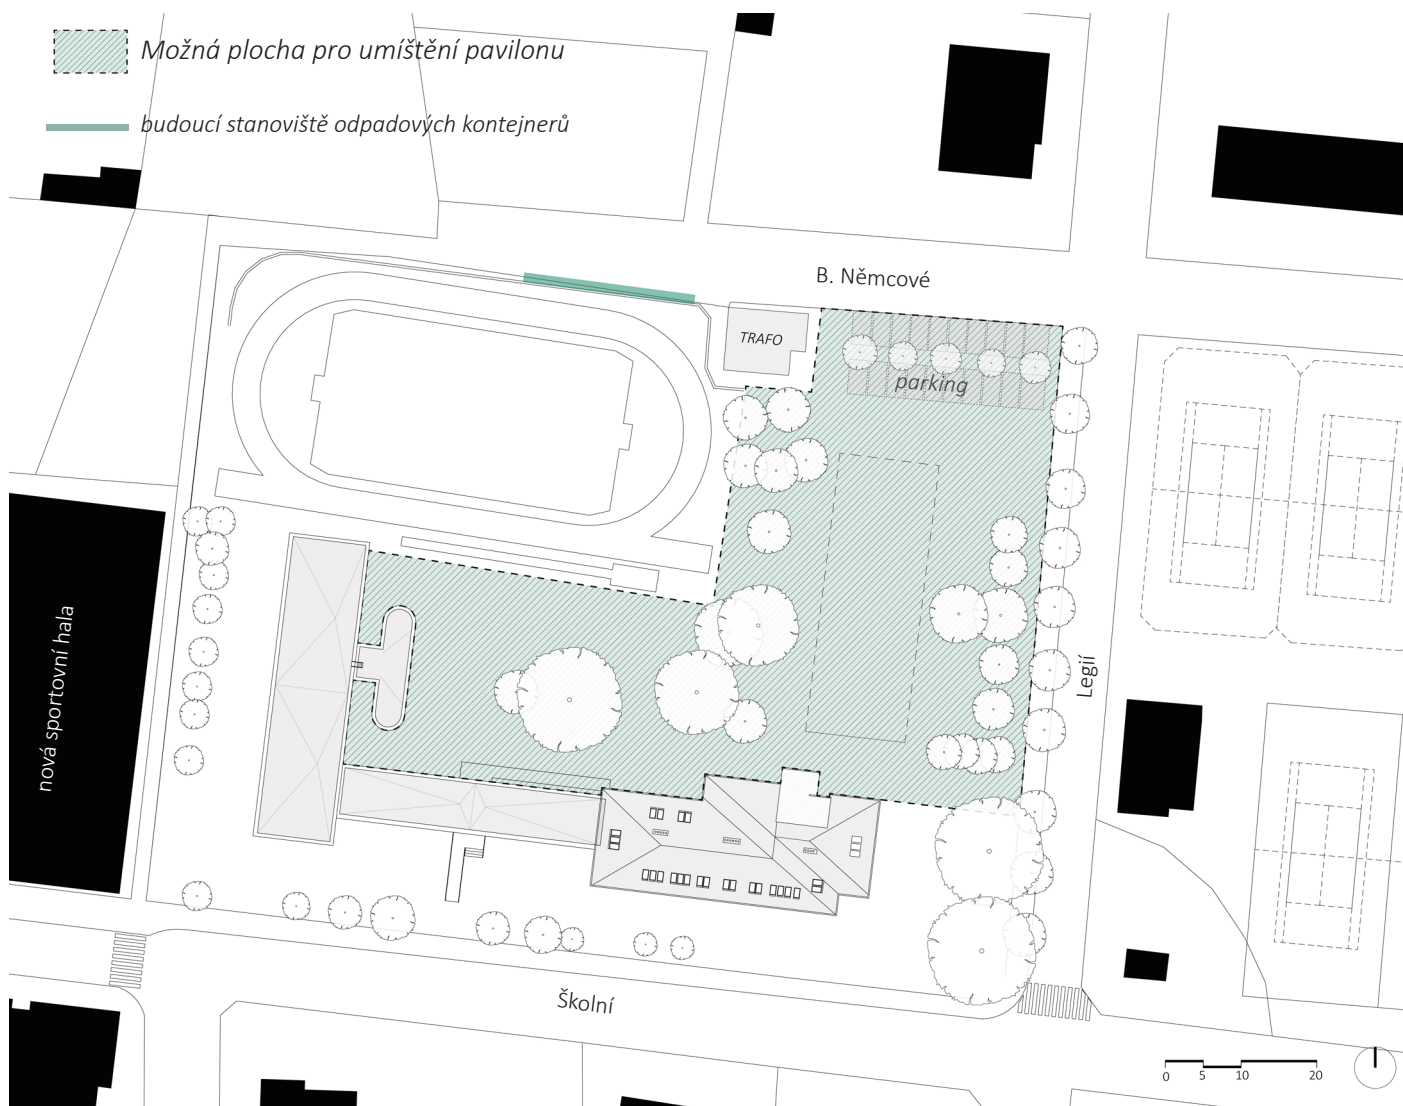 Možná plocha pro umíštění pavilonu
budoucí stanoviště odpadových kontejnerů
B. Němcové
TRAFO
parking
nová sportovní hala
Legií
Školní
0 5 10 20